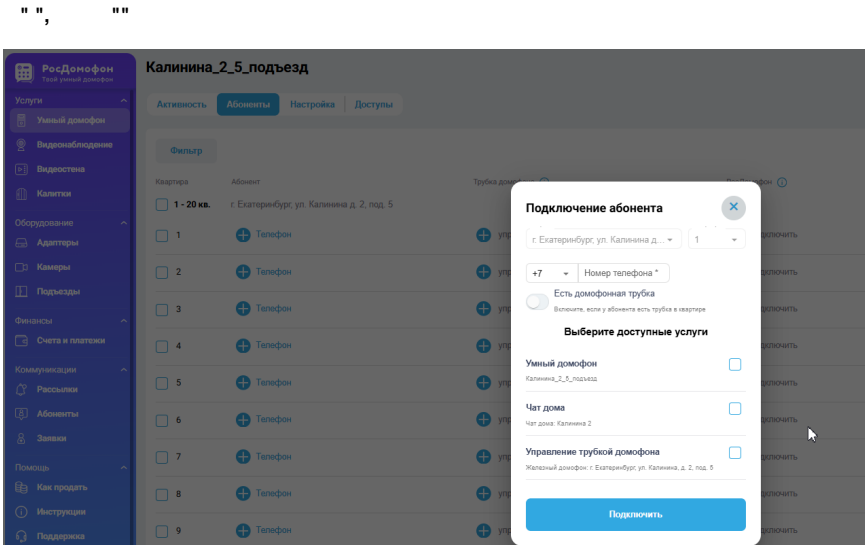 " ", ""
РосДомофон
Твой умный домофон
Услуги
Умный домофон
Видеонаблюдение
Видеостена
Калитки
Оборудование
Адаптеры
Камеры
Подъезды
Финансы
Счета и платежи
Коммуникации
Рассылки
Абоненты
Заявки
Помощь
Как продать
Инструкции
Поддержка
Калинина_2_5_подъезд
Активность Абоненты Настройка Доступы
Фильтр
Квартира Абонент Трубка
1 - 20 кв. г. Екатеринбург, ул. Калинина д. 2, под. 5
1 Телефон
2 Телефон
3 Телефон
4 Телефон
5 Телефон
6 Телефон
7 Телефон
8 Телефон
9 Телефон
Подключение абонента
г. Екатеринбург, ул. Калинина д... 1
+7 Номер телефона *
Есть домофонная трубка
Включите, если у абонента есть трубка в квартире
Выберите доступные услуги
Умный домофон
Калинина_2_5_подъезд
Чат дома
Чат дома: Калинина 2
Управление трубкой домофона
Железный домофон: г. Екатеринбург, ул. Калинина, д. 2, под. 5
Подключить